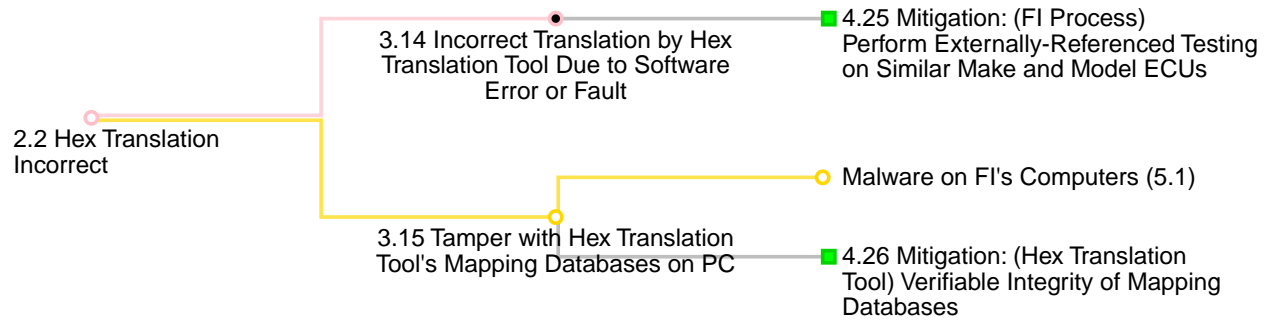 4.25 Mitigation: (FI Process)
Perform Externally-Referenced Testing
on Similar Make and Model ECUs
3.14 Incorrect Translation by Hex
Translation Tool Due to Software
Error or Fault
2.2 Hex Translation
Incorrect
Malware on FI's Computers (5.1)
3.15 Tamper with Hex Translation
Tool's Mapping Databases on PC
4.26 Mitigation: (Hex Translation
Tool) Verifiable Integrity of Mapping
Databases